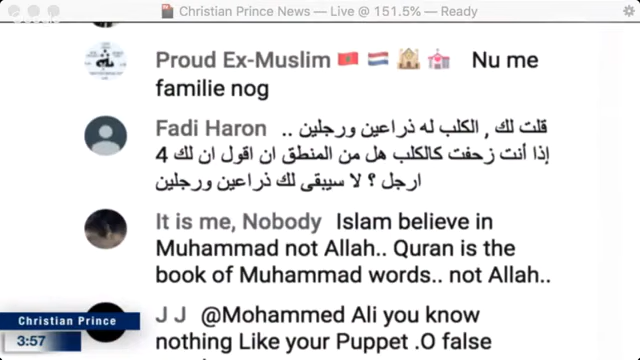 Christian Prince News — Live @ 151.5% — Ready
Proud Ex-Muslim 🇲🇦 🇳🇱 🕌 💒 Nu me
familie nog
Fadi Haron قلت لك , الكلب له ذراعين ورجلين ..
إذا أنت زحفت كالكلب هل من المنطق ان اقول ان لك 4
ارجل ؟ لا سيبقى لك ذراعين ورجلين
It is me, Nobody Islam believe in
Muhammad not Allah.. Quran is the
book of Muhammad words.. not Allah..
J J @Mohammed Ali you know
nothing Like your Puppet .O false
Christian Prince
3:57